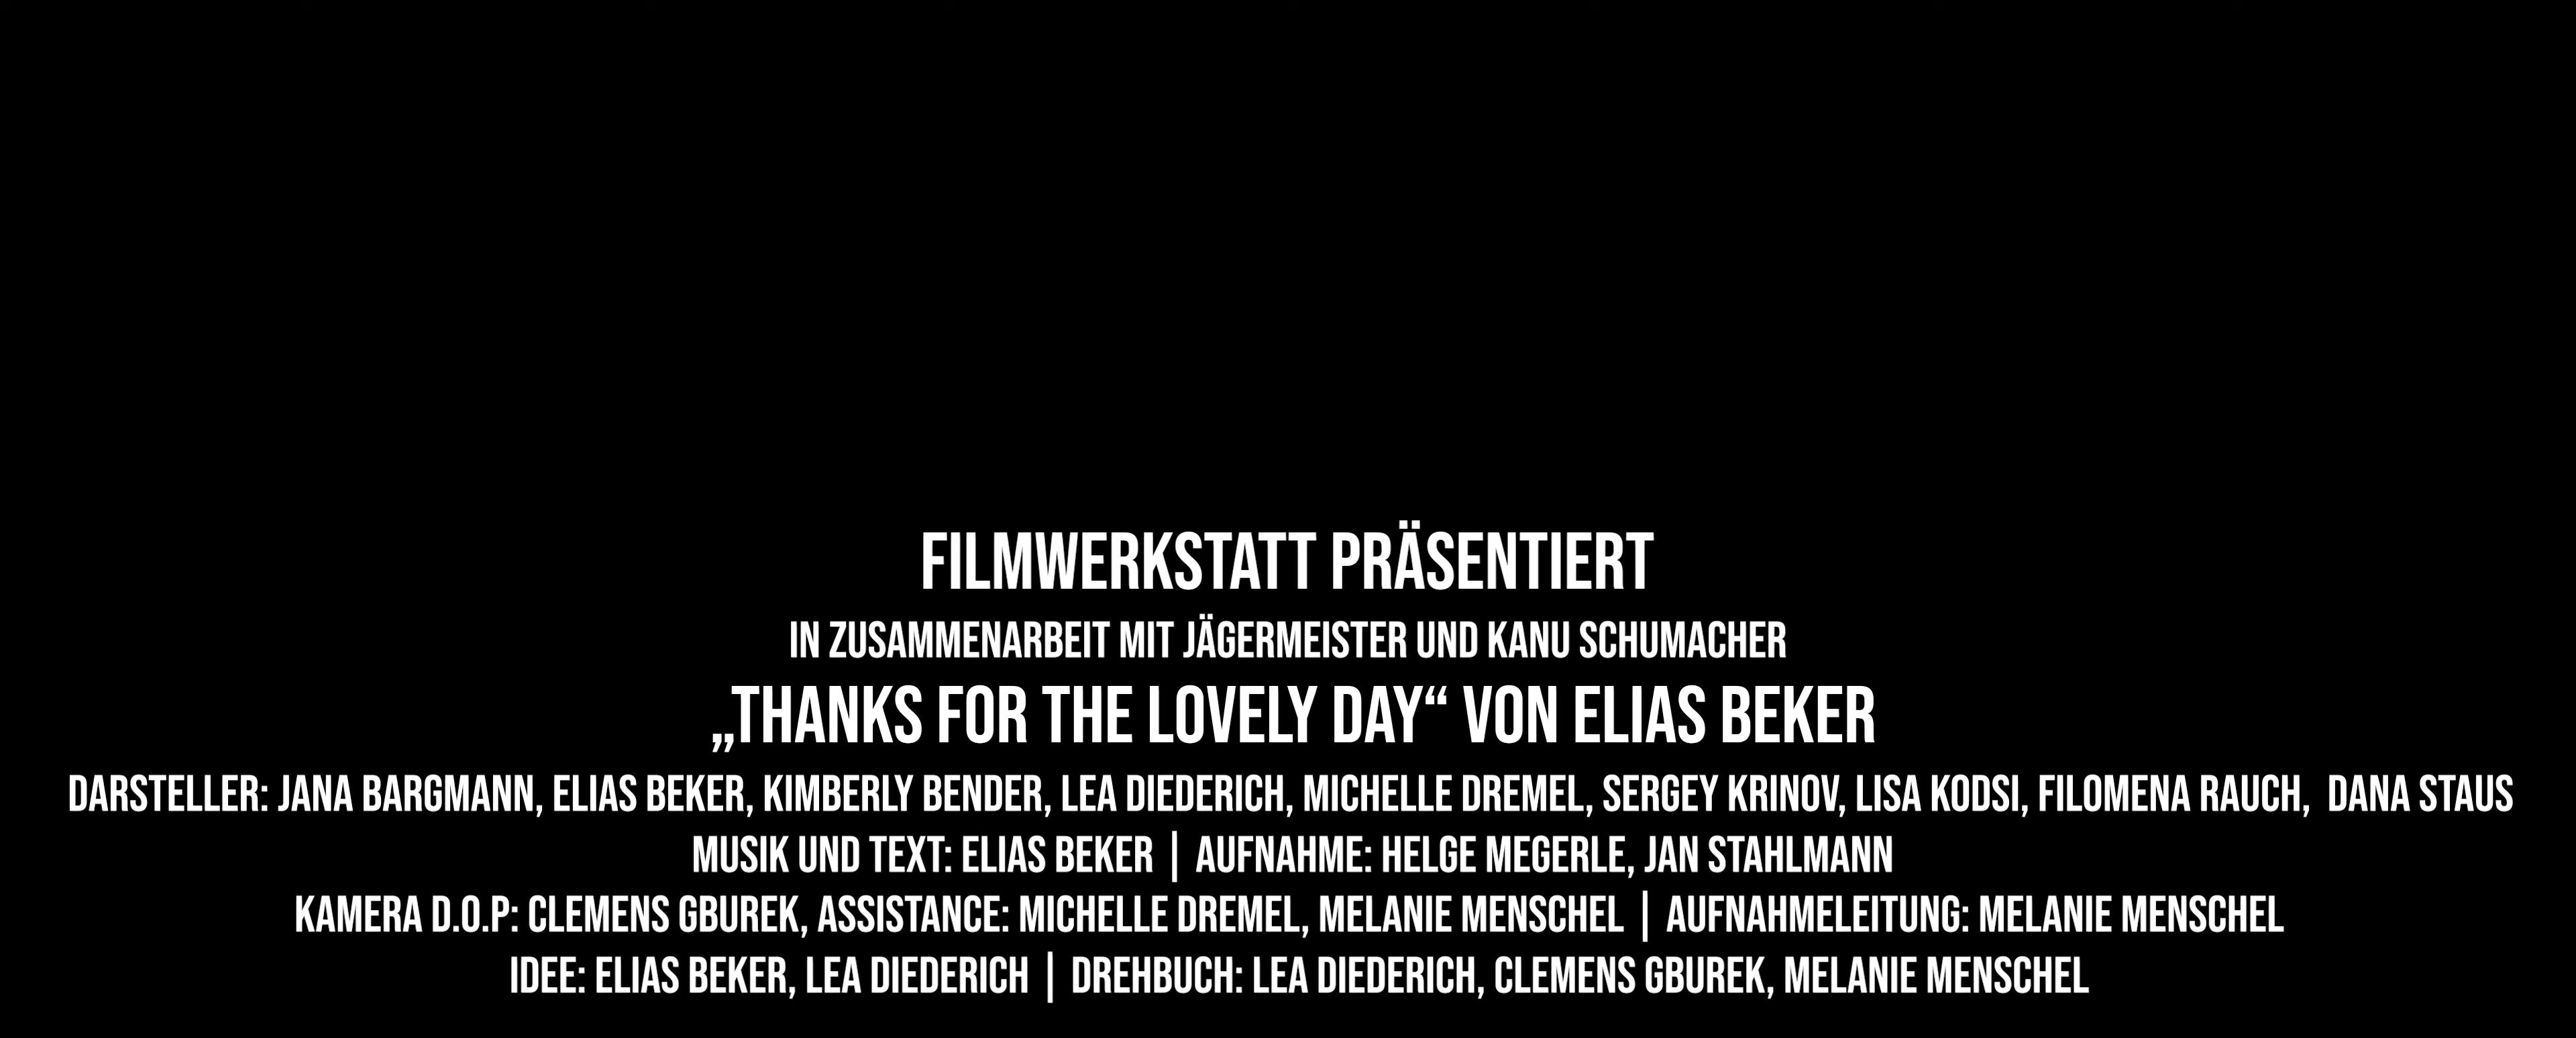 FILMWERKSTATT PRÄSENTIERT
IN ZUSAMMENARBEIT MIT JÄGERMEISTER UND KANU SCHUMACHER
„THANKS FOR THE LOVELY DAY“ VON ELIAS BEKER
DARSTELLER: JANA BARGMANN, ELIAS BEKER, KIMBERLY BENDER, LEA DIEDERICH, MICHELLE DREMEL, SERGEY KRINOV, LISA KODSI, FILOMENA RAUCH, DANA STAUS
MUSIK UND TEXT: ELIAS BEKER | AUFNAHME: HELGE MEGERLE, JAN STAHLMANN
KAMERA D.O.P: CLEMENS GBUREK, ASSISTANCE: MICHELLE DREMEL, MELANIE MENSCHEL | AUFNAHMELEITUNG: MELANIE MENSCHEL
IDEE: ELIAS BEKER, LEA DIEDERICH | DREHBUCH: LEA DIEDERICH, CLEMENS GBUREK, MELANIE MENSCHEL